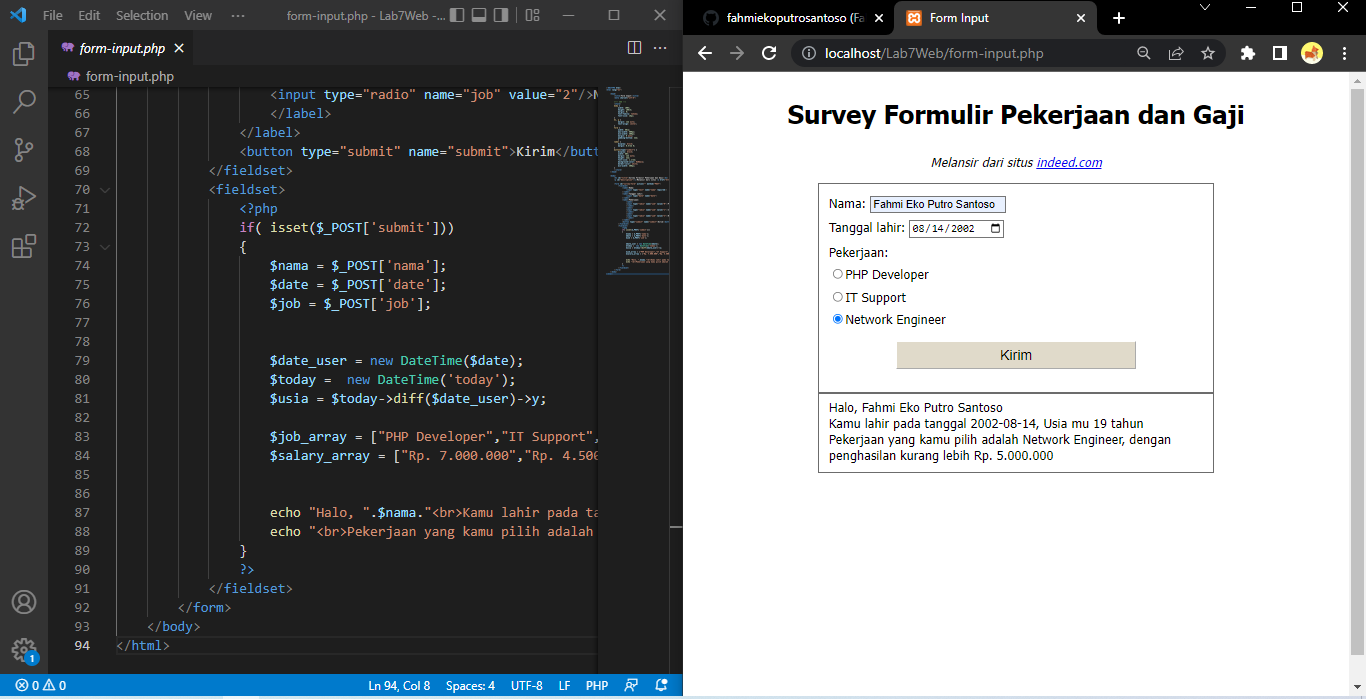 File Edit Selection View ··· form-input.php - Lab7Web -...
form-input.php
form-input.php
65 <input type="radio" name="job" value="2"/>
66 </label>
67 </label>
68 <button type="submit" name="submit">Kirim</butt
69 </fieldset>
70 <fieldset>
71 <?php
72 if( isset($_POST['submit']))
73 {
74 $nama = $_POST['nama'];
75 $date = $_POST['date'];
76 $job = $_POST['job'];
77
78
79 $date_user = new DateTime($date);
80 $today =  new DateTime('today');
81 $usia = $today->diff($date_user)->y;
82
83 $job_array = ["PHP Developer","IT Support",
84 $salary_array = ["Rp. 7.000.000","Rp. 4.500
85
86
87 echo "Halo, ".$nama."<br>Kamu lahir pada ta
88 echo "<br>Pekerjaan yang kamu pilih adalah
89 }
90 ?>
91 </fieldset>
92 </form>
93 </body>
94 </html>
0 0 Ln 94, Col 8 Spaces: 4 UTF-8 LF PHP
1
fahmiekoputrosantoso (Fa Form Input
localhost/Lab7Web/form-input.php
Survey Formulir Pekerjaan dan Gaji
Melansir dari situs indeed.com
Nama: Fahmi Eko Putro Santoso
Tanggal lahir: 08/14/2002
Pekerjaan:
PHP Developer
IT Support
Network Engineer
Kirim
Halo, Fahmi Eko Putro Santoso
Kamu lahir pada tanggal 2002-08-14, Usia mu 19 tahun
Pekerjaan yang kamu pilih adalah Network Engineer, dengan
penghasilan kurang lebih Rp. 5.000.000